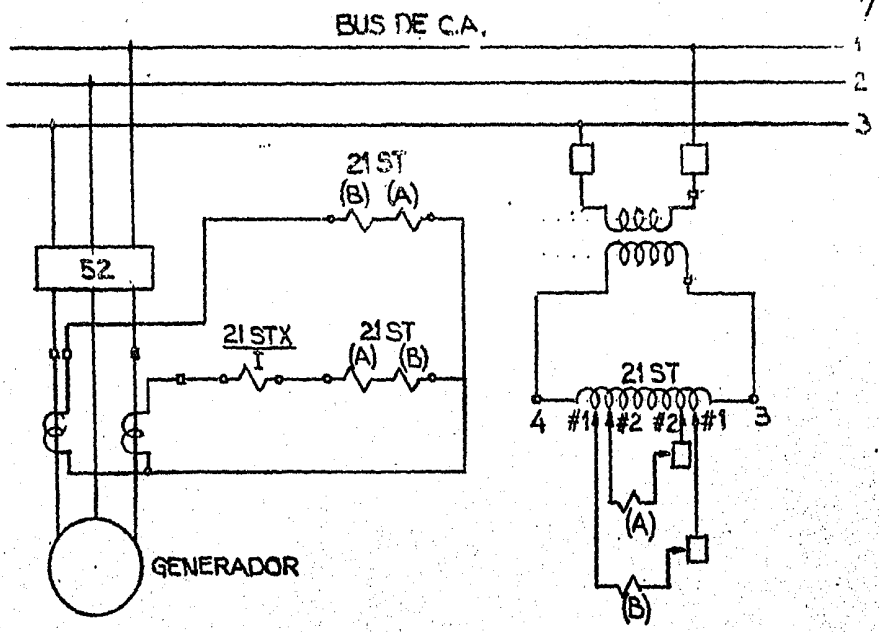 BUS DE C.A.
1
2
3
21 ST
(B) (A)
52
21 STX
I
21 ST
(A) (B)
21 ST
4 #1 #2 #2 #1 3
(A)
(B)
GENERADOR